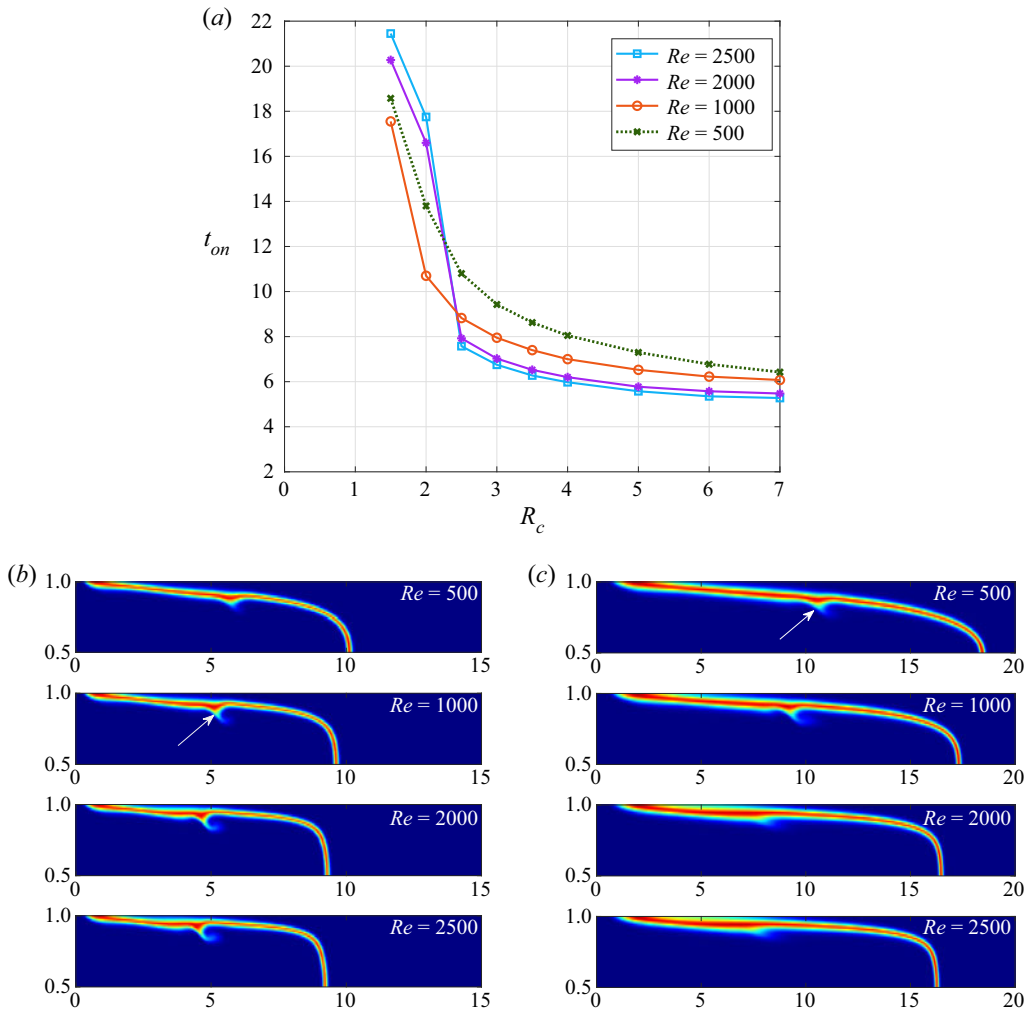 (a)
22
20
18
16
14
12
10
8
6
4
2
t_on
0 1 2 3 4 5 6 7
R_c
Re = 2500
Re = 2000
Re = 1000
Re = 500
(b)
1.0
0.5
Re = 500
0 5 10 15
1.0
0.5
Re = 1000
0 5 10 15
1.0
0.5
Re = 2000
0 5 10 15
1.0
0.5
Re = 2500
0 5 10 15
(c)
1.0
0.5
Re = 500
0 5 10 15 20
1.0
0.5
Re = 1000
0 5 10 15 20
1.0
0.5
Re = 2000
0 5 10 15 20
1.0
0.5
Re = 2500
0 5 10 15 20